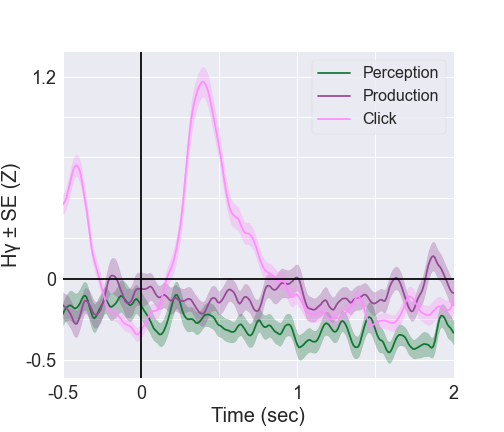 Perception
Production
Click
Hγ ± SE (Z)
1.2
0
-0.5
-0.5 0 1 2
Time (sec)